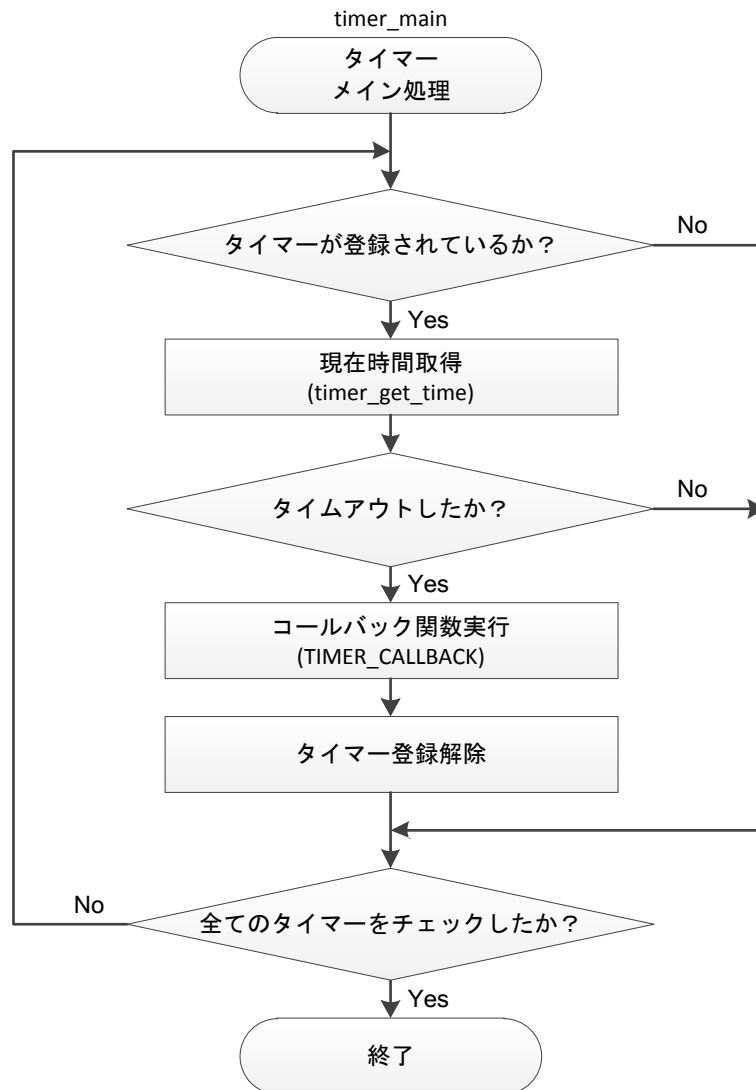 timer_main
タイマー
メイン処理
タイマーが登録されているか？
No
Yes
現在時間取得
(timer_get_time)
タイムアウトしたか？
No
Yes
コールバック関数実行
(TIMER_CALLBACK)
タイマー登録解除
No
全てのタイマーをチェックしたか？
Yes
終了